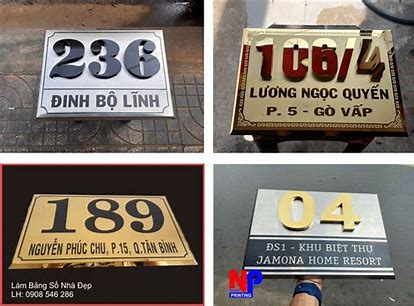 236
ĐINH BỘ LĨNH
106/4
LƯƠNG NGỌC QUYẾN
P. 5 - GÒ VẤP
189
NGUYỄN PHÚC CHU, P.15, Q.TÂN BÌNH
Làm Bảng Số Nhà Đẹp
LH: 0908 546 286
04
ĐS1 - KHU BIỆT THỰ
JAMONA HOME RESORT
NP
PRINTING